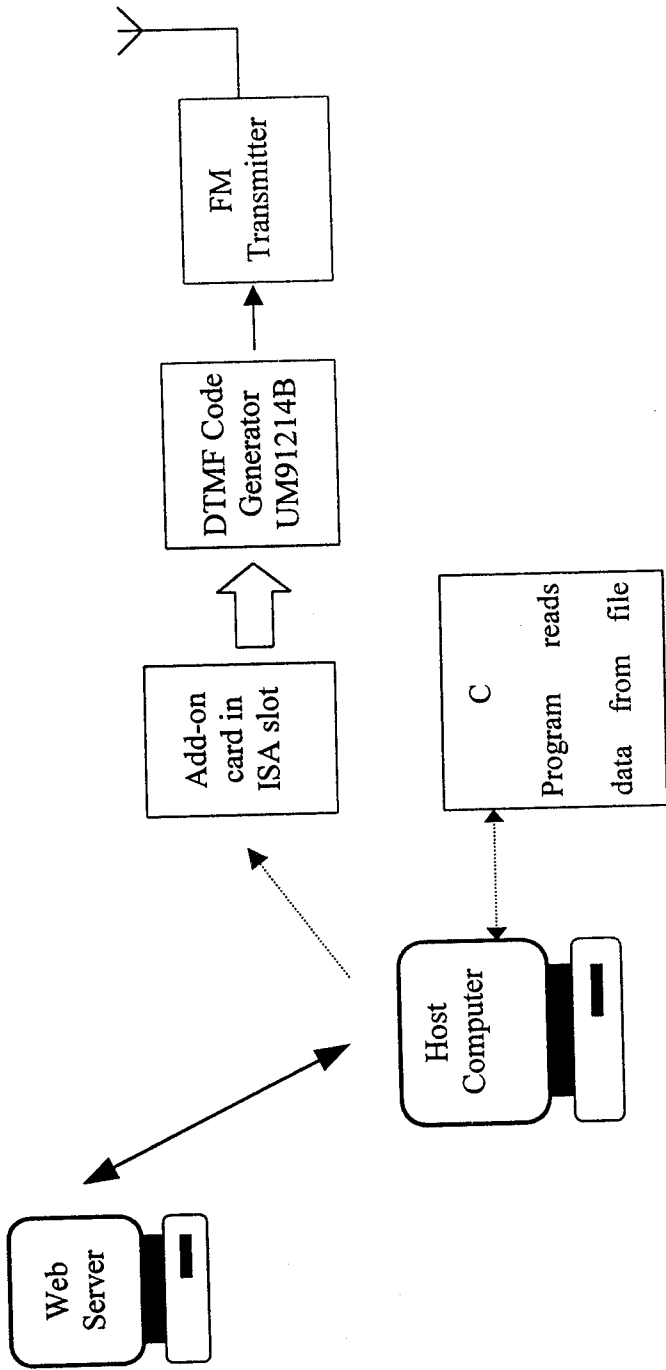 Web
Server
Host
Computer
Add-on
card in
ISA slot
DTMF Code
Generator
UM91214B
FM
Transmitter
C
Program reads
data from file